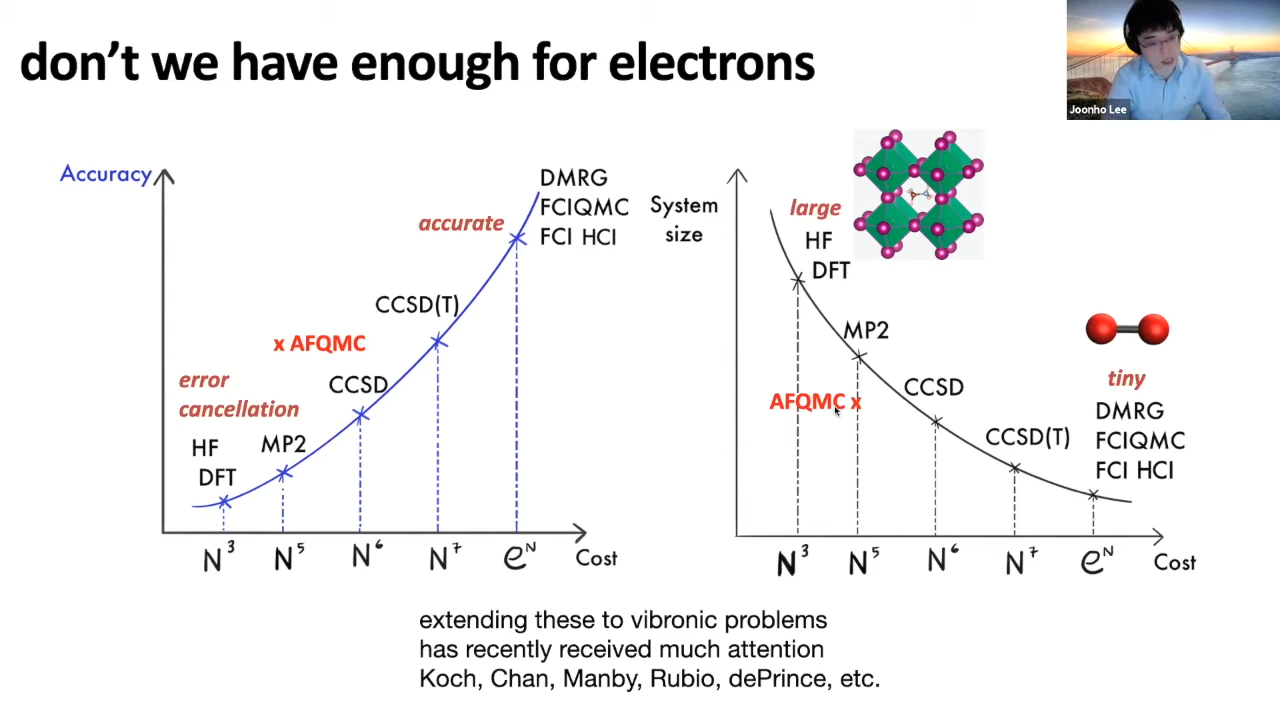 don't we have enough for electrons
Joonho Lee
Accuracy
accurate
DMRG
FCIQMC
FCI HCI
CCSD(T)
x AFQMC
CCSD
error
cancellation
MP2
HF
DFT
N³
N⁵
N⁶
N⁷
eᴺ
Cost
System
size
large
HF
DFT
MP2
AFQMC x
CCSD
CCSD(T)
tiny
DMRG
FCIQMC
FCI HCI
N³
N⁵
N⁶
N⁷
eᴺ
Cost
extending these to vibronic problems
has recently received much attention
Koch, Chan, Manby, Rubio, dePrince, etc.